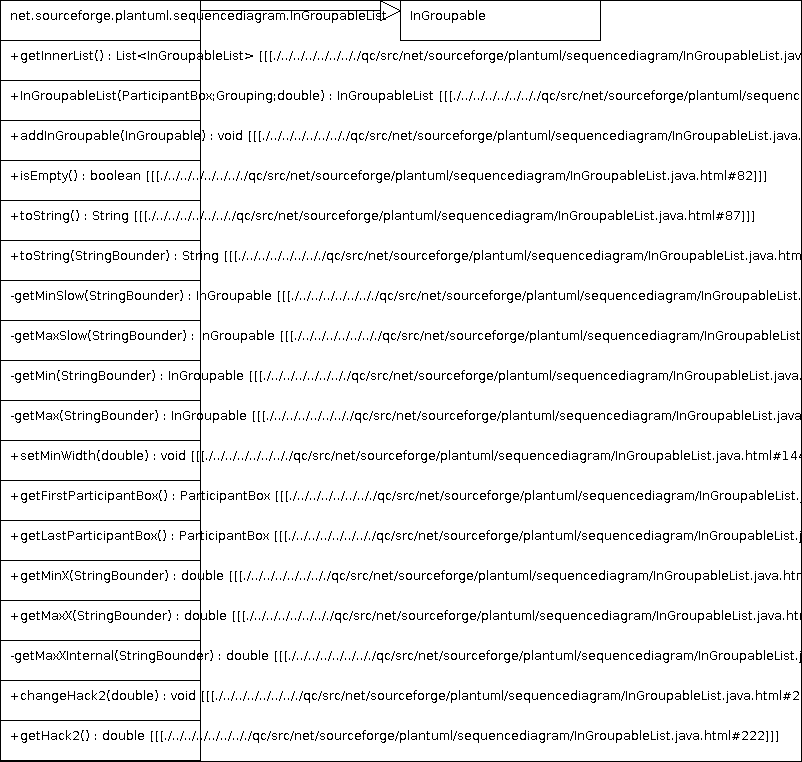 net.sourceforge.plantuml.sequencediagram.InGroupableList
InGroupable
+getInnerList() : List<InGroupableList> [[[./../../../../../../../qc/src/net/sourceforge/plantuml/sequencediagram/InGroupableList.jav
+InGroupableList(ParticipantBox;Grouping;double) : InGroupableList [[[./../../../../../../../qc/src/net/sourceforge/plantuml/sequenc
+addInGroupable(InGroupable) : void [[[./../../../../../../../qc/src/net/sourceforge/plantuml/sequencediagram/InGroupableList.java.
+isEmpty() : boolean [[[./../../../../../../../qc/src/net/sourceforge/plantuml/sequencediagram/InGroupableList.java.html#82]]]
+toString() : String [[[./../../../../../../../qc/src/net/sourceforge/plantuml/sequencediagram/InGroupableList.java.html#87]]]
+toString(StringBounder) : String [[[./../../../../../../../qc/src/net/sourceforge/plantuml/sequencediagram/InGroupableList.java.htm
-getMinSlow(StringBounder) : InGroupable [[[./../../../../../../../qc/src/net/sourceforge/plantuml/sequencediagram/InGroupableList.
-getMaxSlow(StringBounder) : InGroupable [[[./../../../../../../../qc/src/net/sourceforge/plantuml/sequencediagram/InGroupableList
-getMin(StringBounder) : InGroupable [[[./../../../../../../../qc/src/net/sourceforge/plantuml/sequencediagram/InGroupableList.java.
-getMax(StringBounder) : InGroupable [[[./../../../../../../../qc/src/net/sourceforge/plantuml/sequencediagram/InGroupableList.java
+setMinWidth(double) : void [[[./../../../../../../../qc/src/net/sourceforge/plantuml/sequencediagram/InGroupableList.java.html#144
+getFirstParticipantBox() : ParticipantBox [[[./../../../../../../../qc/src/net/sourceforge/plantuml/sequencediagram/InGroupableList.j
+getLastParticipantBox() : ParticipantBox [[[./../../../../../../../qc/src/net/sourceforge/plantuml/sequencediagram/InGroupableList.j
+getMinX(StringBounder) : double [[[./../../../../../../../qc/src/net/sourceforge/plantuml/sequencediagram/InGroupableList.java.htm
+getMaxX(StringBounder) : double [[[./../../../../../../../qc/src/net/sourceforge/plantuml/sequencediagram/InGroupableList.java.htm
-getMaxXInternal(StringBounder) : double [[[./../../../../../../../qc/src/net/sourceforge/plantuml/sequencediagram/InGroupableList.j
+changeHack2(double) : void [[[./../../../../../../../qc/src/net/sourceforge/plantuml/sequencediagram/InGroupableList.java.html#2
+getHack2() : double [[[./../../../../../../../qc/src/net/sourceforge/plantuml/sequencediagram/InGroupableList.java.html#222]]]